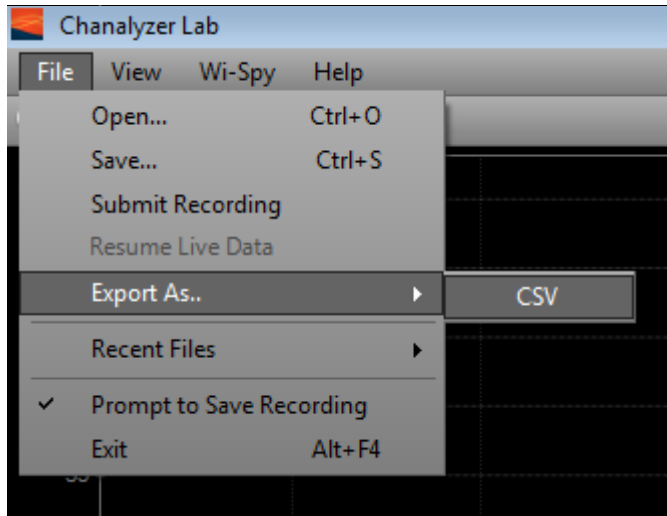 Chanalyzer Lab
File View Wi-Spy Help
Open... Ctrl+O
Save... Ctrl+S
Submit Recording
Resume Live Data
Export As.. CSV
Recent Files
Prompt to Save Recording
Exit Alt+F4